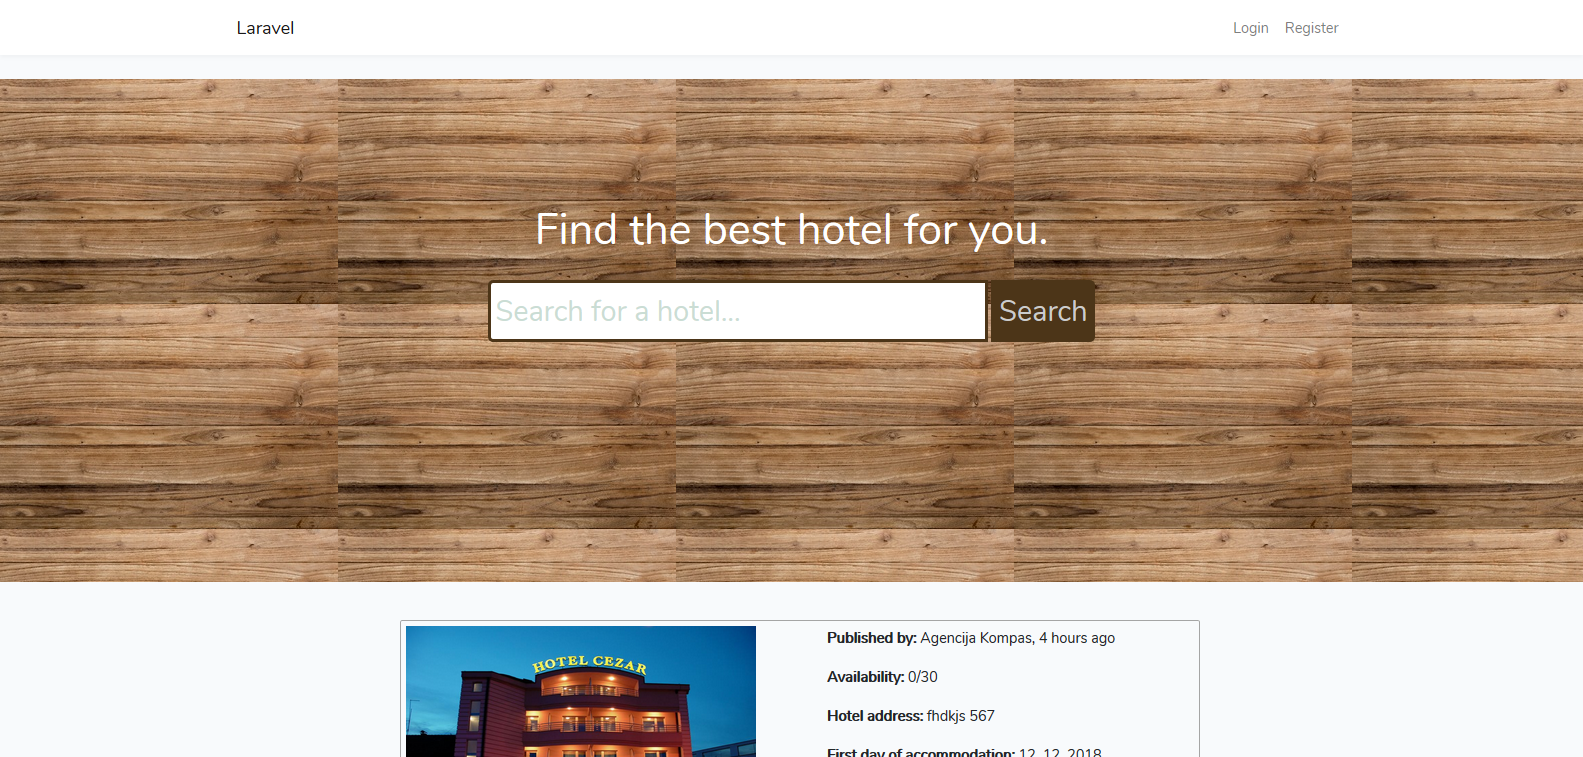 Laravel
Login Register
Find the best hotel for you.
Search for a hotel... Search
HOTEL CEZAR
Published by: Agencija Kompas, 4 hours ago
Availability: 0/30
Hotel address: fhdkjs 567
First day of accommodation: 12. 12. 2018